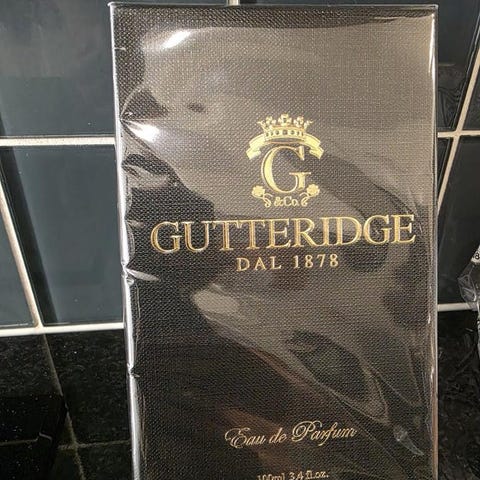 G
&Co.
GUTTERIDGE
DAL 1878
Eau de Parfum
100ml 3.4 fl.oz.